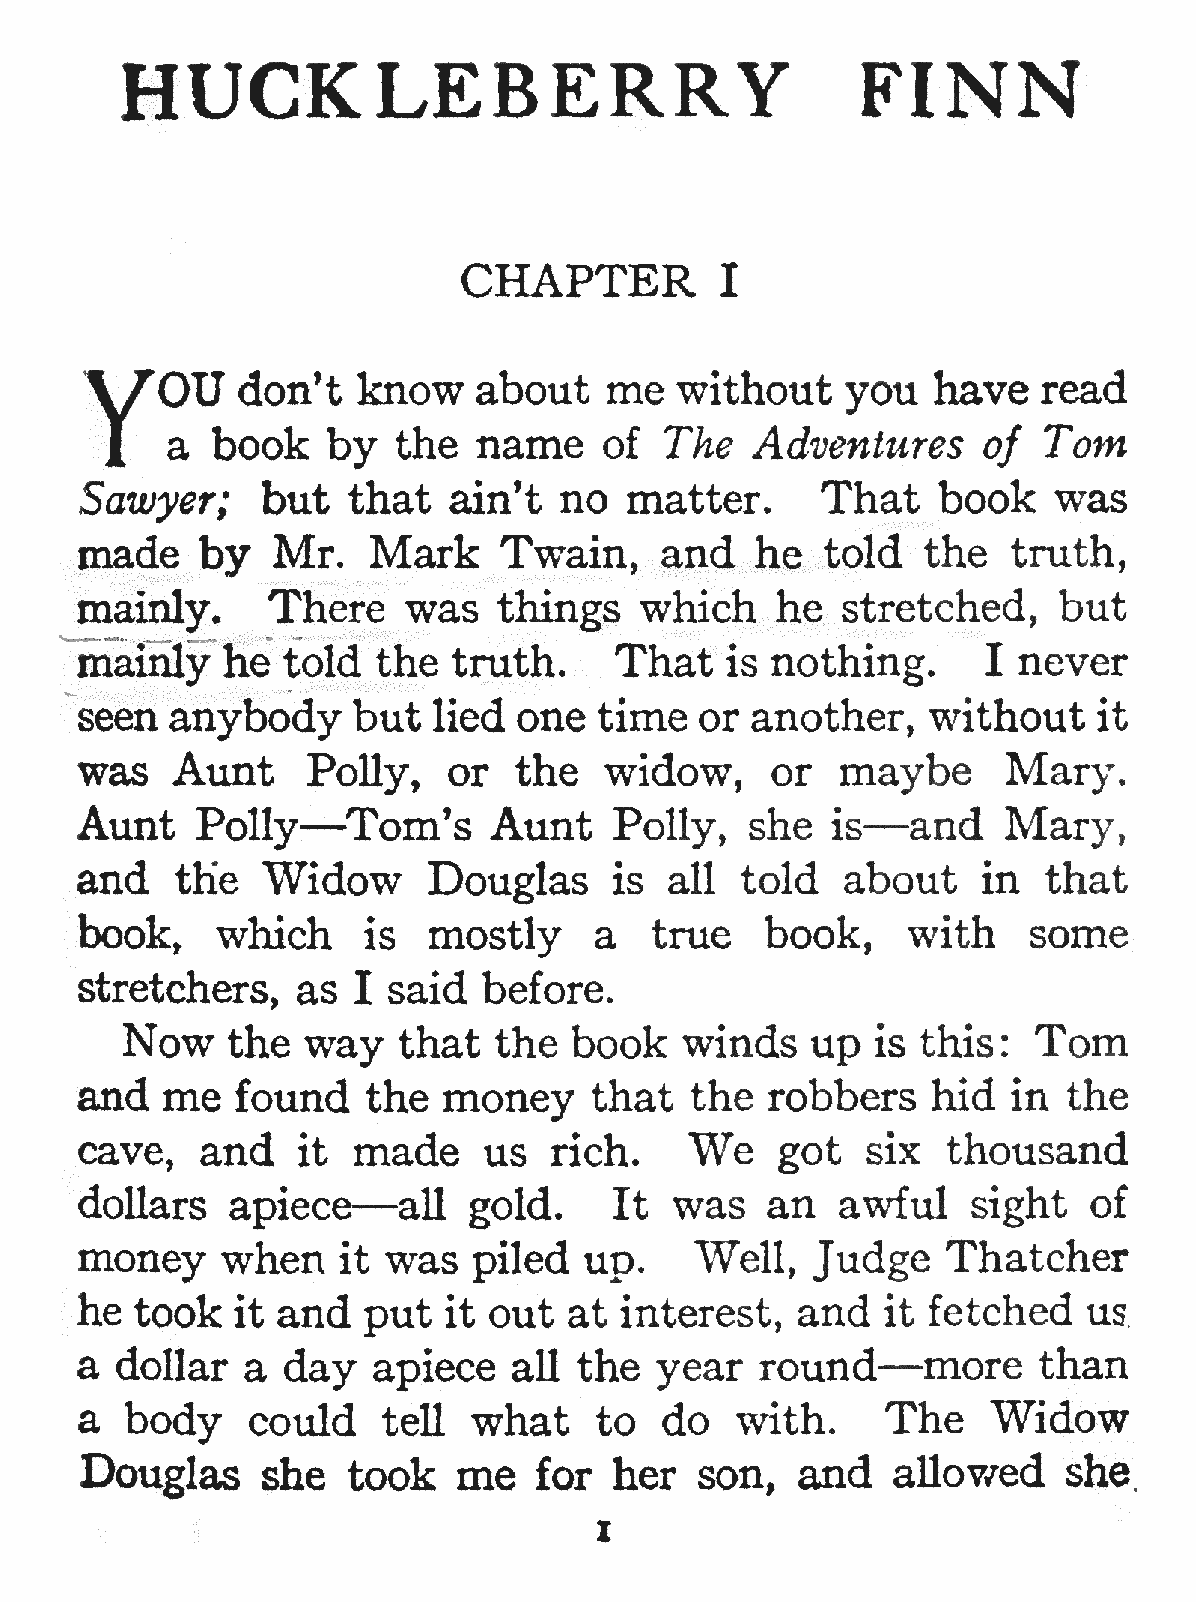 HUCKLEBERRY FINN
CHAPTER I
YOU don't know about me without you have read
a book by the name of The Adventures of Tom
Sawyer; but that ain't no matter. That book was
made by Mr. Mark Twain, and he told the truth,
mainly. There was things which he stretched, but
mainly he told the truth. That is nothing. I never
seen anybody but lied one time or another, without it
was Aunt Polly, or the widow, or maybe Mary.
Aunt Polly—Tom's Aunt Polly, she is—and Mary,
and the Widow Douglas is all told about in that
book, which is mostly a true book, with some
stretchers, as I said before.
Now the way that the book winds up is this: Tom
and me found the money that the robbers hid in the
cave, and it made us rich. We got six thousand
dollars apiece—all gold. It was an awful sight of
money when it was piled up. Well, Judge Thatcher
he took it and put it out at interest, and it fetched us
a dollar a day apiece all the year round—more than
a body could tell what to do with. The Widow
Douglas she took me for her son, and allowed she
I